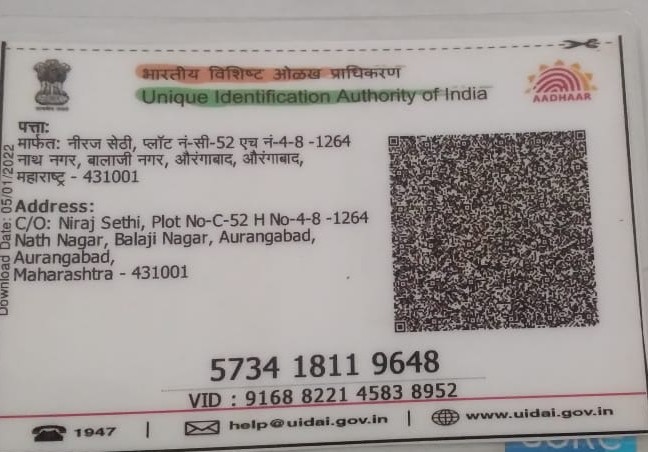 भारतीय विशिष्ट ओळख प्राधिकरण
Unique Identification Authority of India
AADHAAR
पत्ता:
मार्फत: नीरज सेठी, प्लॉट नं-सी-52 एच नं-4-8 -1264
नाथ नगर, बालाजी नगर, औरंगाबाद, औरंगाबाद,
महाराष्ट्र - 431001
Address:
C/O: Niraj Sethi, Plot No-C-52 H No-4-8 -1264
Nath Nagar, Balaji Nagar, Aurangabad,
Aurangabad,
Maharashtra - 431001
Download Date: 05/01/2022
5734 1811 9648
VID : 9168 8221 4583 8952
1947 | help@uidai.gov.in | www.uidai.gov.in